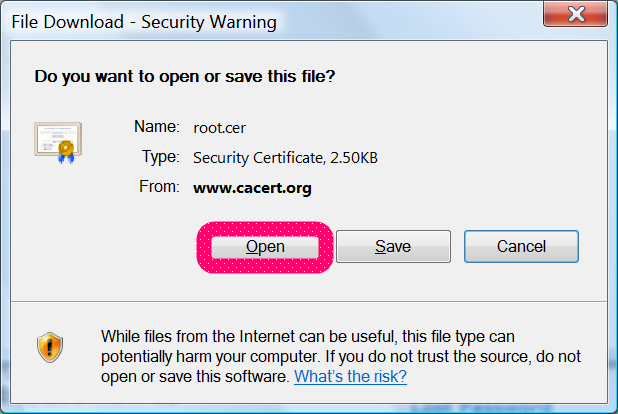 File Download - Security Warning
Do you want to open or save this file?
Name: root.cer
Type: Security Certificate, 2.50KB
From: www.cacert.org
Open Save Cancel
While files from the Internet can be useful, this file type can
potentially harm your computer. If you do not trust the source, do not
open or save this software. What's the risk?